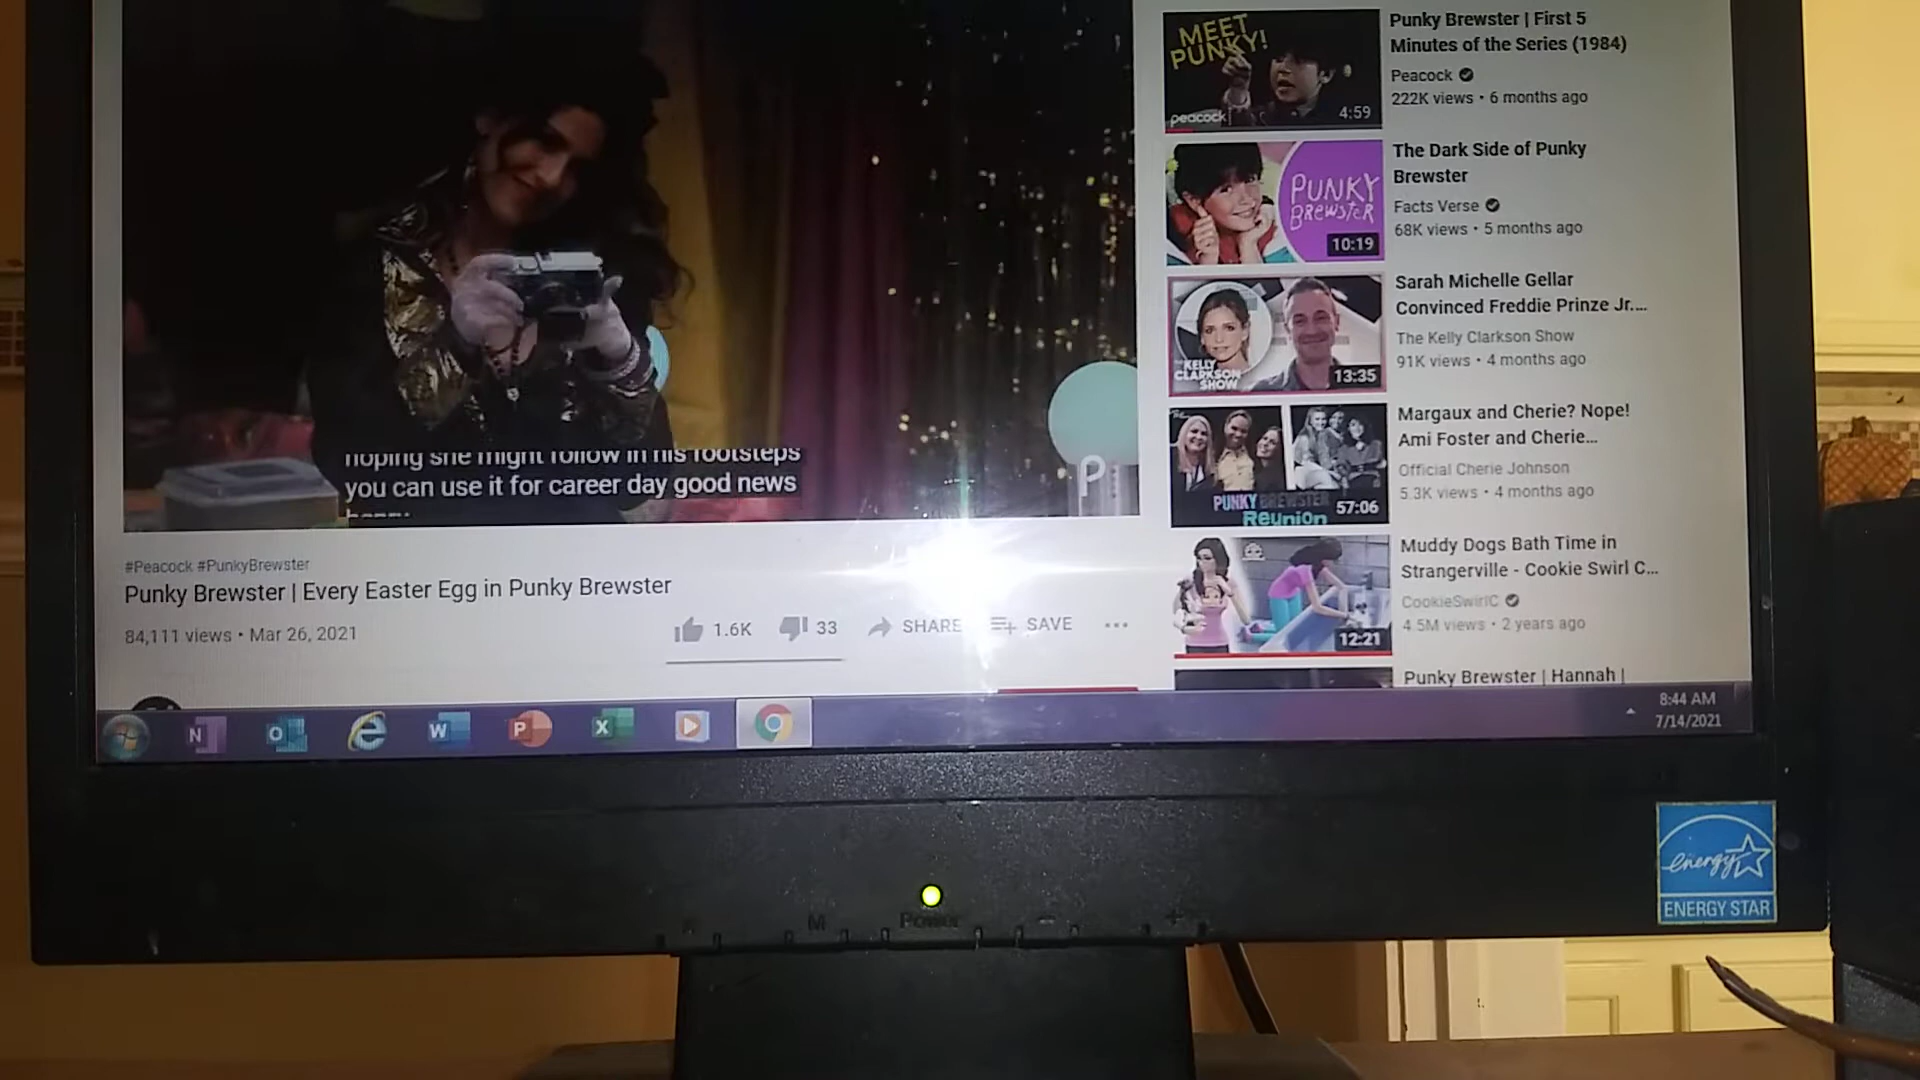 hoping she might follow in his footsteps
you can use it for career day good news
P
#Peacock #PunkyBrewster
Punky Brewster | Every Easter Egg in Punky Brewster
84,111 views • Mar 26, 2021
1.6K
33
SHARE
SAVE
MEET
PUNKY!
peacock
4:59
Punky Brewster | First 5
Minutes of the Series (1984)
Peacock
222K views • 6 months ago
PUNKY
BREWSTER
10:19
The Dark Side of Punky
Brewster
Facts Verse
68K views • 5 months ago
KELLY
CLARKSON
SHOW
13:35
Sarah Michelle Gellar
Convinced Freddie Prinze Jr....
The Kelly Clarkson Show
91K views • 4 months ago
PUNKY BREWSTER
Reunion
57:06
Margaux and Cherie? Nope!
Ami Foster and Cherie...
Official Cherie Johnson
5.3K views • 4 months ago
12:21
Muddy Dogs Bath Time in
Strangerville - Cookie Swirl C...
CookieSwirlC
4.5M views • 2 years ago
Punky Brewster | Hannah |
N
O
W
P
X
8:44 AM
7/14/2021
M
Power
- +
energy
ENERGY STAR